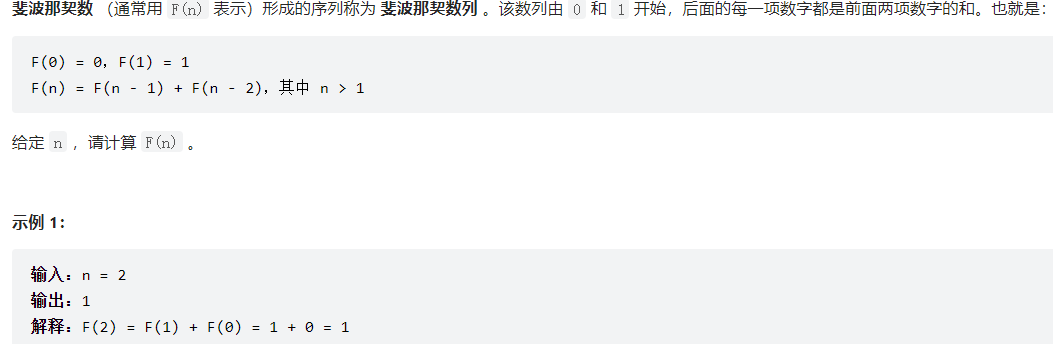 斐波那契数 （通常用 F(n) 表示）形成的序列称为 斐波那契数列 。该数列由 0 和 1 开始，后面的每一项数字都是前面两项数字的和。也就是：
F(0) = 0，F(1) = 1
F(n) = F(n - 1) + F(n - 2)，其中 n > 1
给定 n ，请计算 F(n) 。
示例 1：
输入：n = 2
输出：1
解释：F(2) = F(1) + F(0) = 1 + 0 = 1